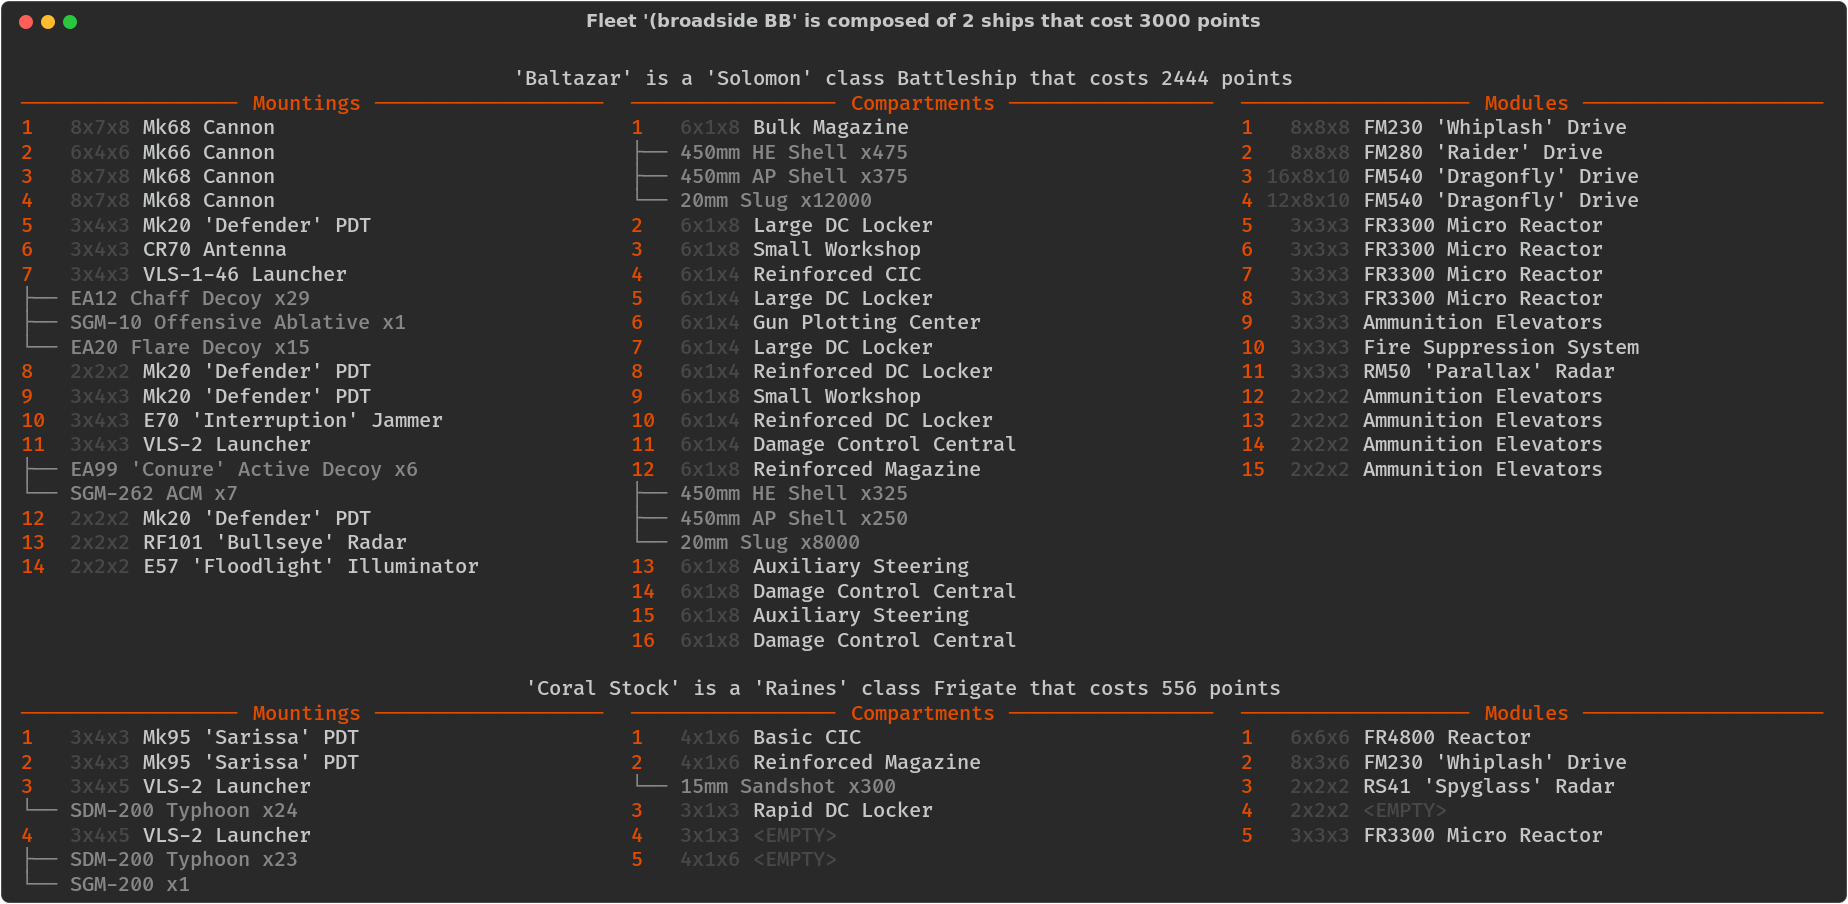 Fleet '(broadside BB' is composed of 2 ships that cost 3000 points
'Baltazar' is a 'Solomon' class Battleship that costs 2444 points
Mountings
1 8x7x8 Mk68 Cannon
2 6x4x6 Mk66 Cannon
3 8x7x8 Mk68 Cannon
4 8x7x8 Mk68 Cannon
5 3x4x3 Mk20 'Defender' PDT
6 3x4x3 CR70 Antenna
7 3x4x3 VLS-1-46 Launcher
├── EA12 Chaff Decoy x29
├── SGM-10 Offensive Ablative x1
└── EA20 Flare Decoy x15
8 2x2x2 Mk20 'Defender' PDT
9 3x4x3 Mk20 'Defender' PDT
10 3x4x3 E70 'Interruption' Jammer
11 3x4x3 VLS-2 Launcher
├── EA99 'Conure' Active Decoy x6
└── SGM-262 ACM x7
12 2x2x2 Mk20 'Defender' PDT
13 2x2x2 RF101 'Bullseye' Radar
14 2x2x2 E57 'Floodlight' Illuminator
Compartments
1 6x1x8 Bulk Magazine
├── 450mm HE Shell x475
├── 450mm AP Shell x375
└── 20mm Slug x12000
2 6x1x8 Large DC Locker
3 6x1x8 Small Workshop
4 6x1x4 Reinforced CIC
5 6x1x4 Large DC Locker
6 6x1x4 Gun Plotting Center
7 6x1x4 Large DC Locker
8 6x1x4 Reinforced DC Locker
9 6x1x8 Small Workshop
10 6x1x4 Reinforced DC Locker
11 6x1x4 Damage Control Central
12 6x1x8 Reinforced Magazine
├── 450mm HE Shell x325
├── 450mm AP Shell x250
└── 20mm Slug x8000
13 6x1x8 Auxiliary Steering
14 6x1x8 Damage Control Central
15 6x1x8 Auxiliary Steering
16 6x1x8 Damage Control Central
Modules
1 8x8x8 FM230 'Whiplash' Drive
2 8x8x8 FM280 'Raider' Drive
3 16x8x10 FM540 'Dragonfly' Drive
4 12x8x10 FM540 'Dragonfly' Drive
5 3x3x3 FR3300 Micro Reactor
6 3x3x3 FR3300 Micro Reactor
7 3x3x3 FR3300 Micro Reactor
8 3x3x3 FR3300 Micro Reactor
9 3x3x3 Ammunition Elevators
10 3x3x3 Fire Suppression System
11 3x3x3 RM50 'Parallax' Radar
12 2x2x2 Ammunition Elevators
13 2x2x2 Ammunition Elevators
14 2x2x2 Ammunition Elevators
15 2x2x2 Ammunition Elevators
'Coral Stock' is a 'Raines' class Frigate that costs 556 points
Mountings
1 3x4x3 Mk95 'Sarissa' PDT
2 3x4x3 Mk95 'Sarissa' PDT
3 3x4x5 VLS-2 Launcher
└── SDM-200 Typhoon x24
4 3x4x5 VLS-2 Launcher
├── SDM-200 Typhoon x23
└── SGM-200 x1
Compartments
1 4x1x6 Basic CIC
2 4x1x6 Reinforced Magazine
└── 15mm Sandshot x300
3 3x1x3 Rapid DC Locker
4 3x1x3 <EMPTY>
5 4x1x6 <EMPTY>
Modules
1 6x6x6 FR4800 Reactor
2 8x3x6 FM230 'Whiplash' Drive
3 2x2x2 RS41 'Spyglass' Radar
4 2x2x2 <EMPTY>
5 3x3x3 FR3300 Micro Reactor